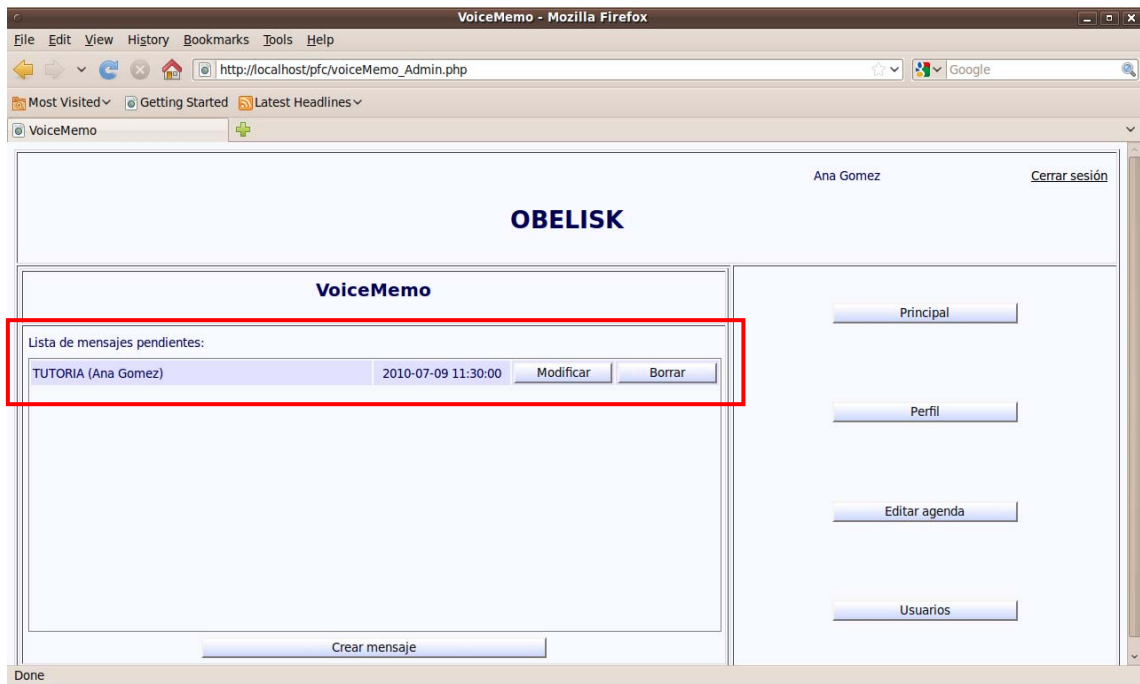 VoiceMemo - Mozilla Firefox
File Edit View History Bookmarks Tools Help
http://localhost/pfc/voiceMemo_Admin.php
Google
Most Visited Getting Started Latest Headlines
VoiceMemo
Ana Gomez Cerrar sesión
OBELISK
VoiceMemo
Lista de mensajes pendientes:
TUTORIA (Ana Gomez) 2010-07-09 11:30:00 Modificar Borrar
Crear mensaje
Principal
Perfil
Editar agenda
Usuarios
Done